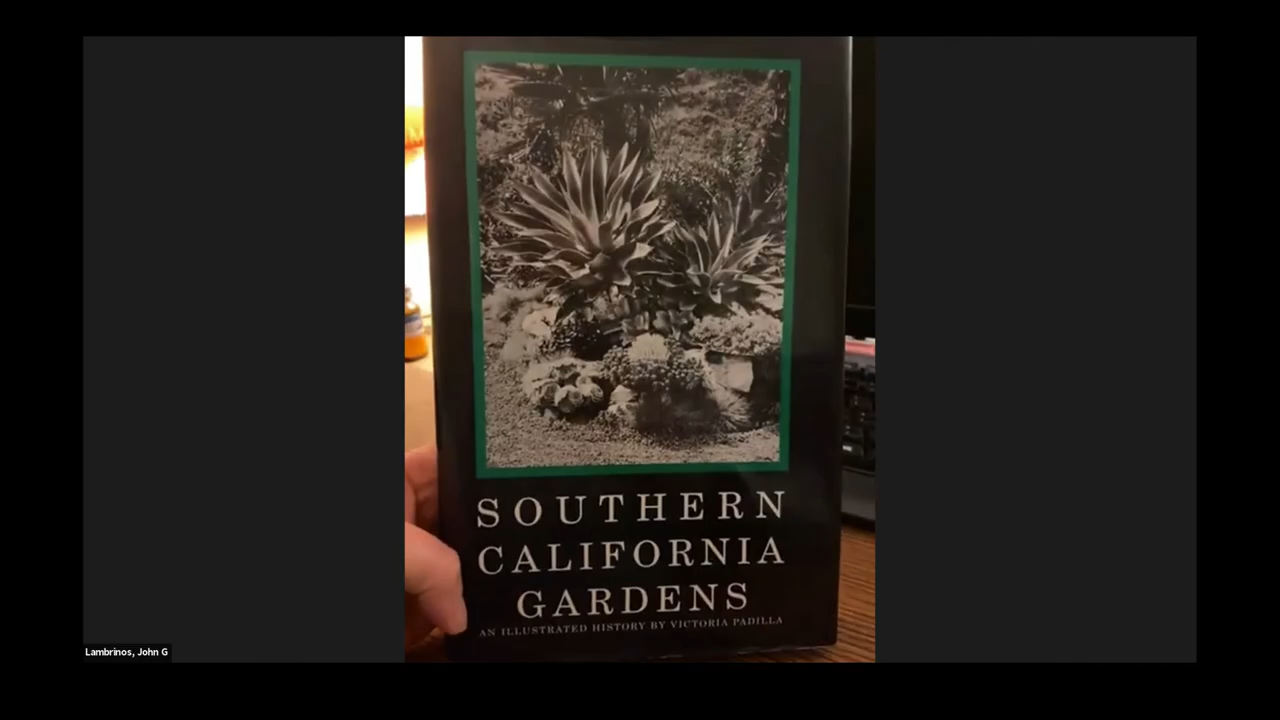 SOUTHERN
CALIFORNIA
GARDENS
AN ILLUSTRATED HISTORY BY VICTORIA PADILLA
Lambrinos, John G